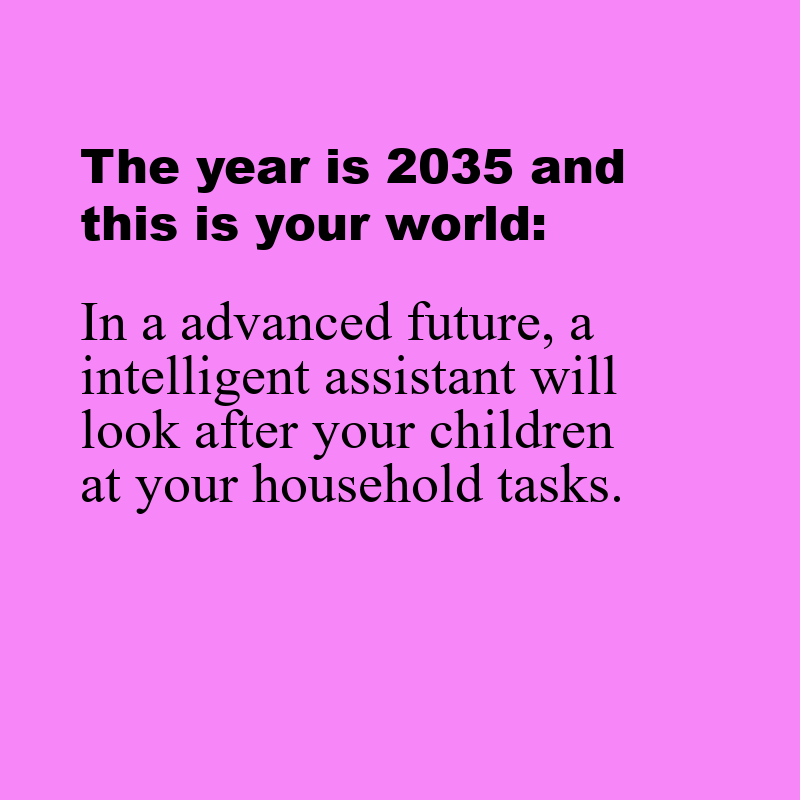 The year is 2035 and
this is your world:
In a advanced future, a
intelligent assistant will
look after your children
at your household tasks.